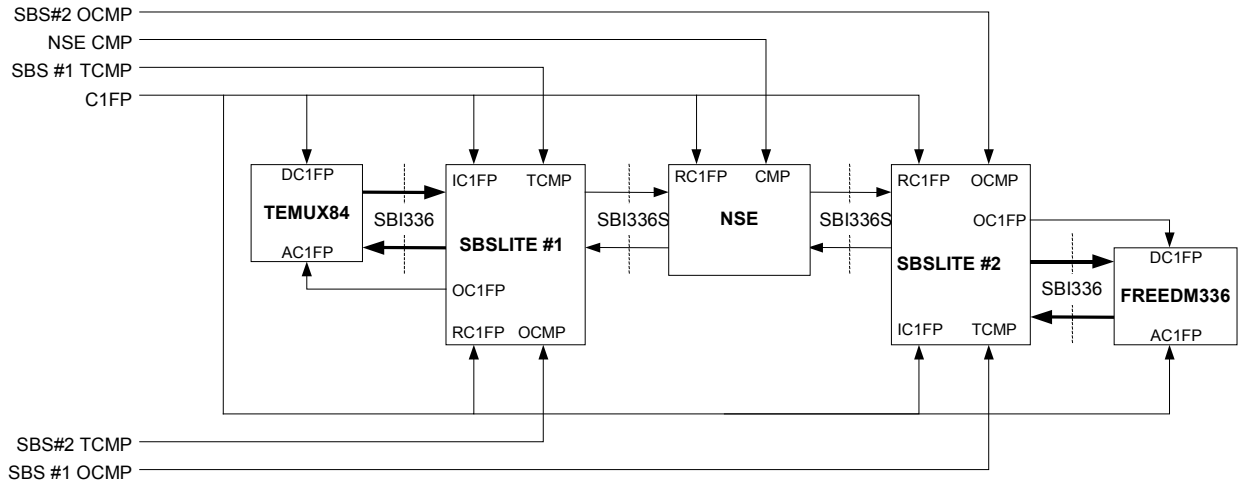 SBS#2 OCMP
NSE CMP
SBS #1 TCMP
C1FP
DC1FP
TEMUX84
AC1FP
SBI336
IC1FP TCMP
SBSLITE #1
OC1FP
RC1FP OCMP
SBI336S
RC1FP CMP
NSE
SBI336S
RC1FP OCMP
OC1FP
SBSLITE #2
IC1FP TCMP
SBI336
DC1FP
FREEDM336
AC1FP
SBS#2 TCMP
SBS #1 OCMP